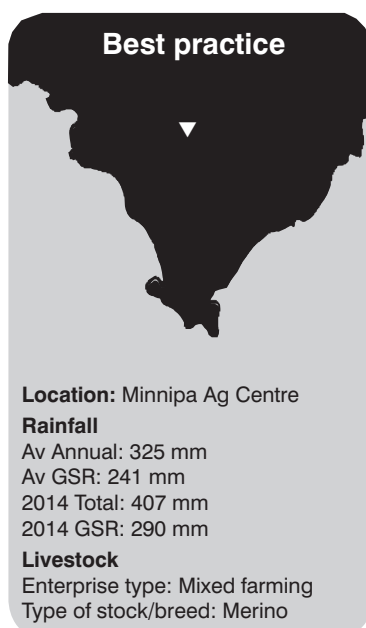 Best practice
Location: Minnipa Ag Centre
Rainfall
Av Annual: 325 mm
Av GSR: 241 mm
2014 Total: 407 mm
2014 GSR: 290 mm
Livestock
Enterprise type: Mixed farming
Type of stock/breed: Merino